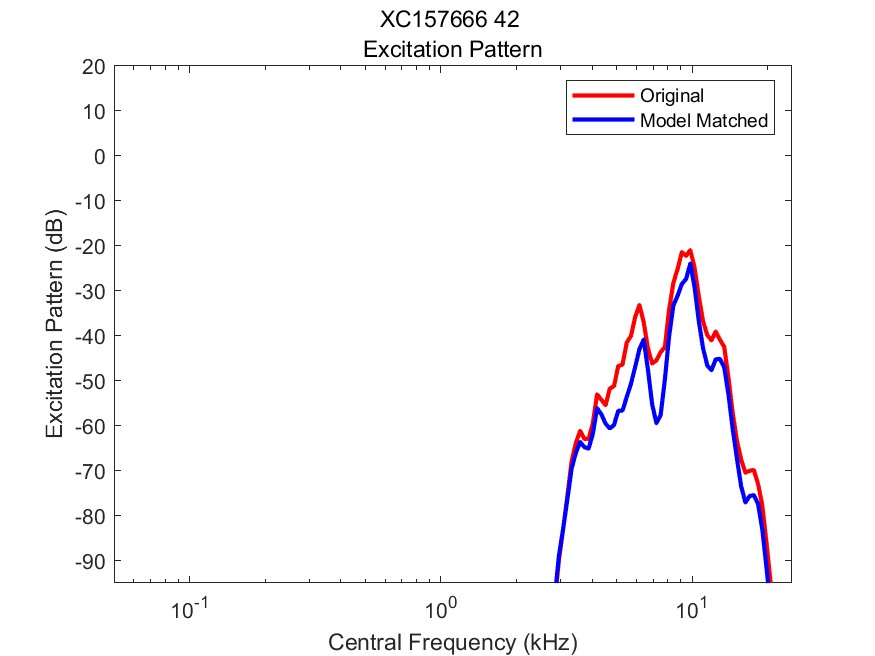 XC157666 42
Excitation Pattern
Original
Model Matched
20
10
0
-10
-20
-30
-40
-50
-60
-70
-80
-90
Excitation Pattern (dB)
10^-1
10^0
10^1
Central Frequency (kHz)